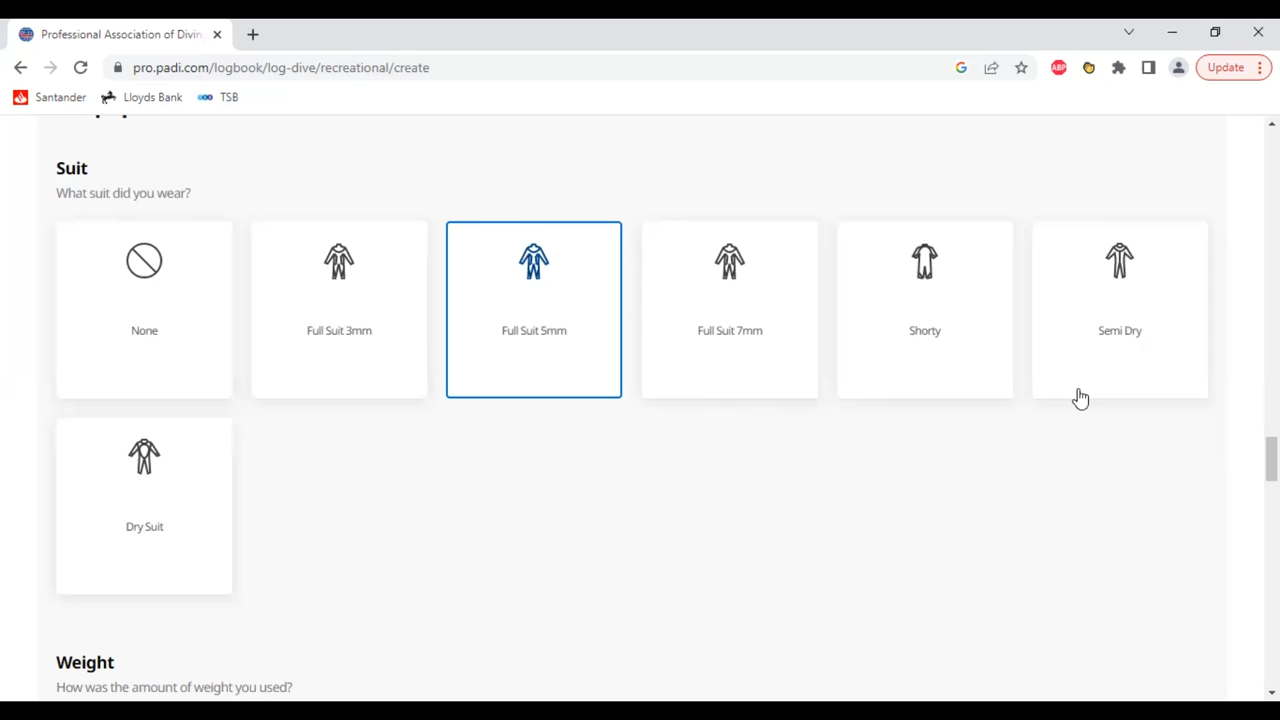 Professional Association of Divin
pro.padi.com/logbook/log-dive/recreational/create
ABP
Update
Santander
Lloyds Bank
TSB
Suit
What suit did you wear?
None
Full Suit 3mm
Full Suit 5mm
Full Suit 7mm
Shorty
Semi Dry
Dry Suit
Weight
How was the amount of weight you used?